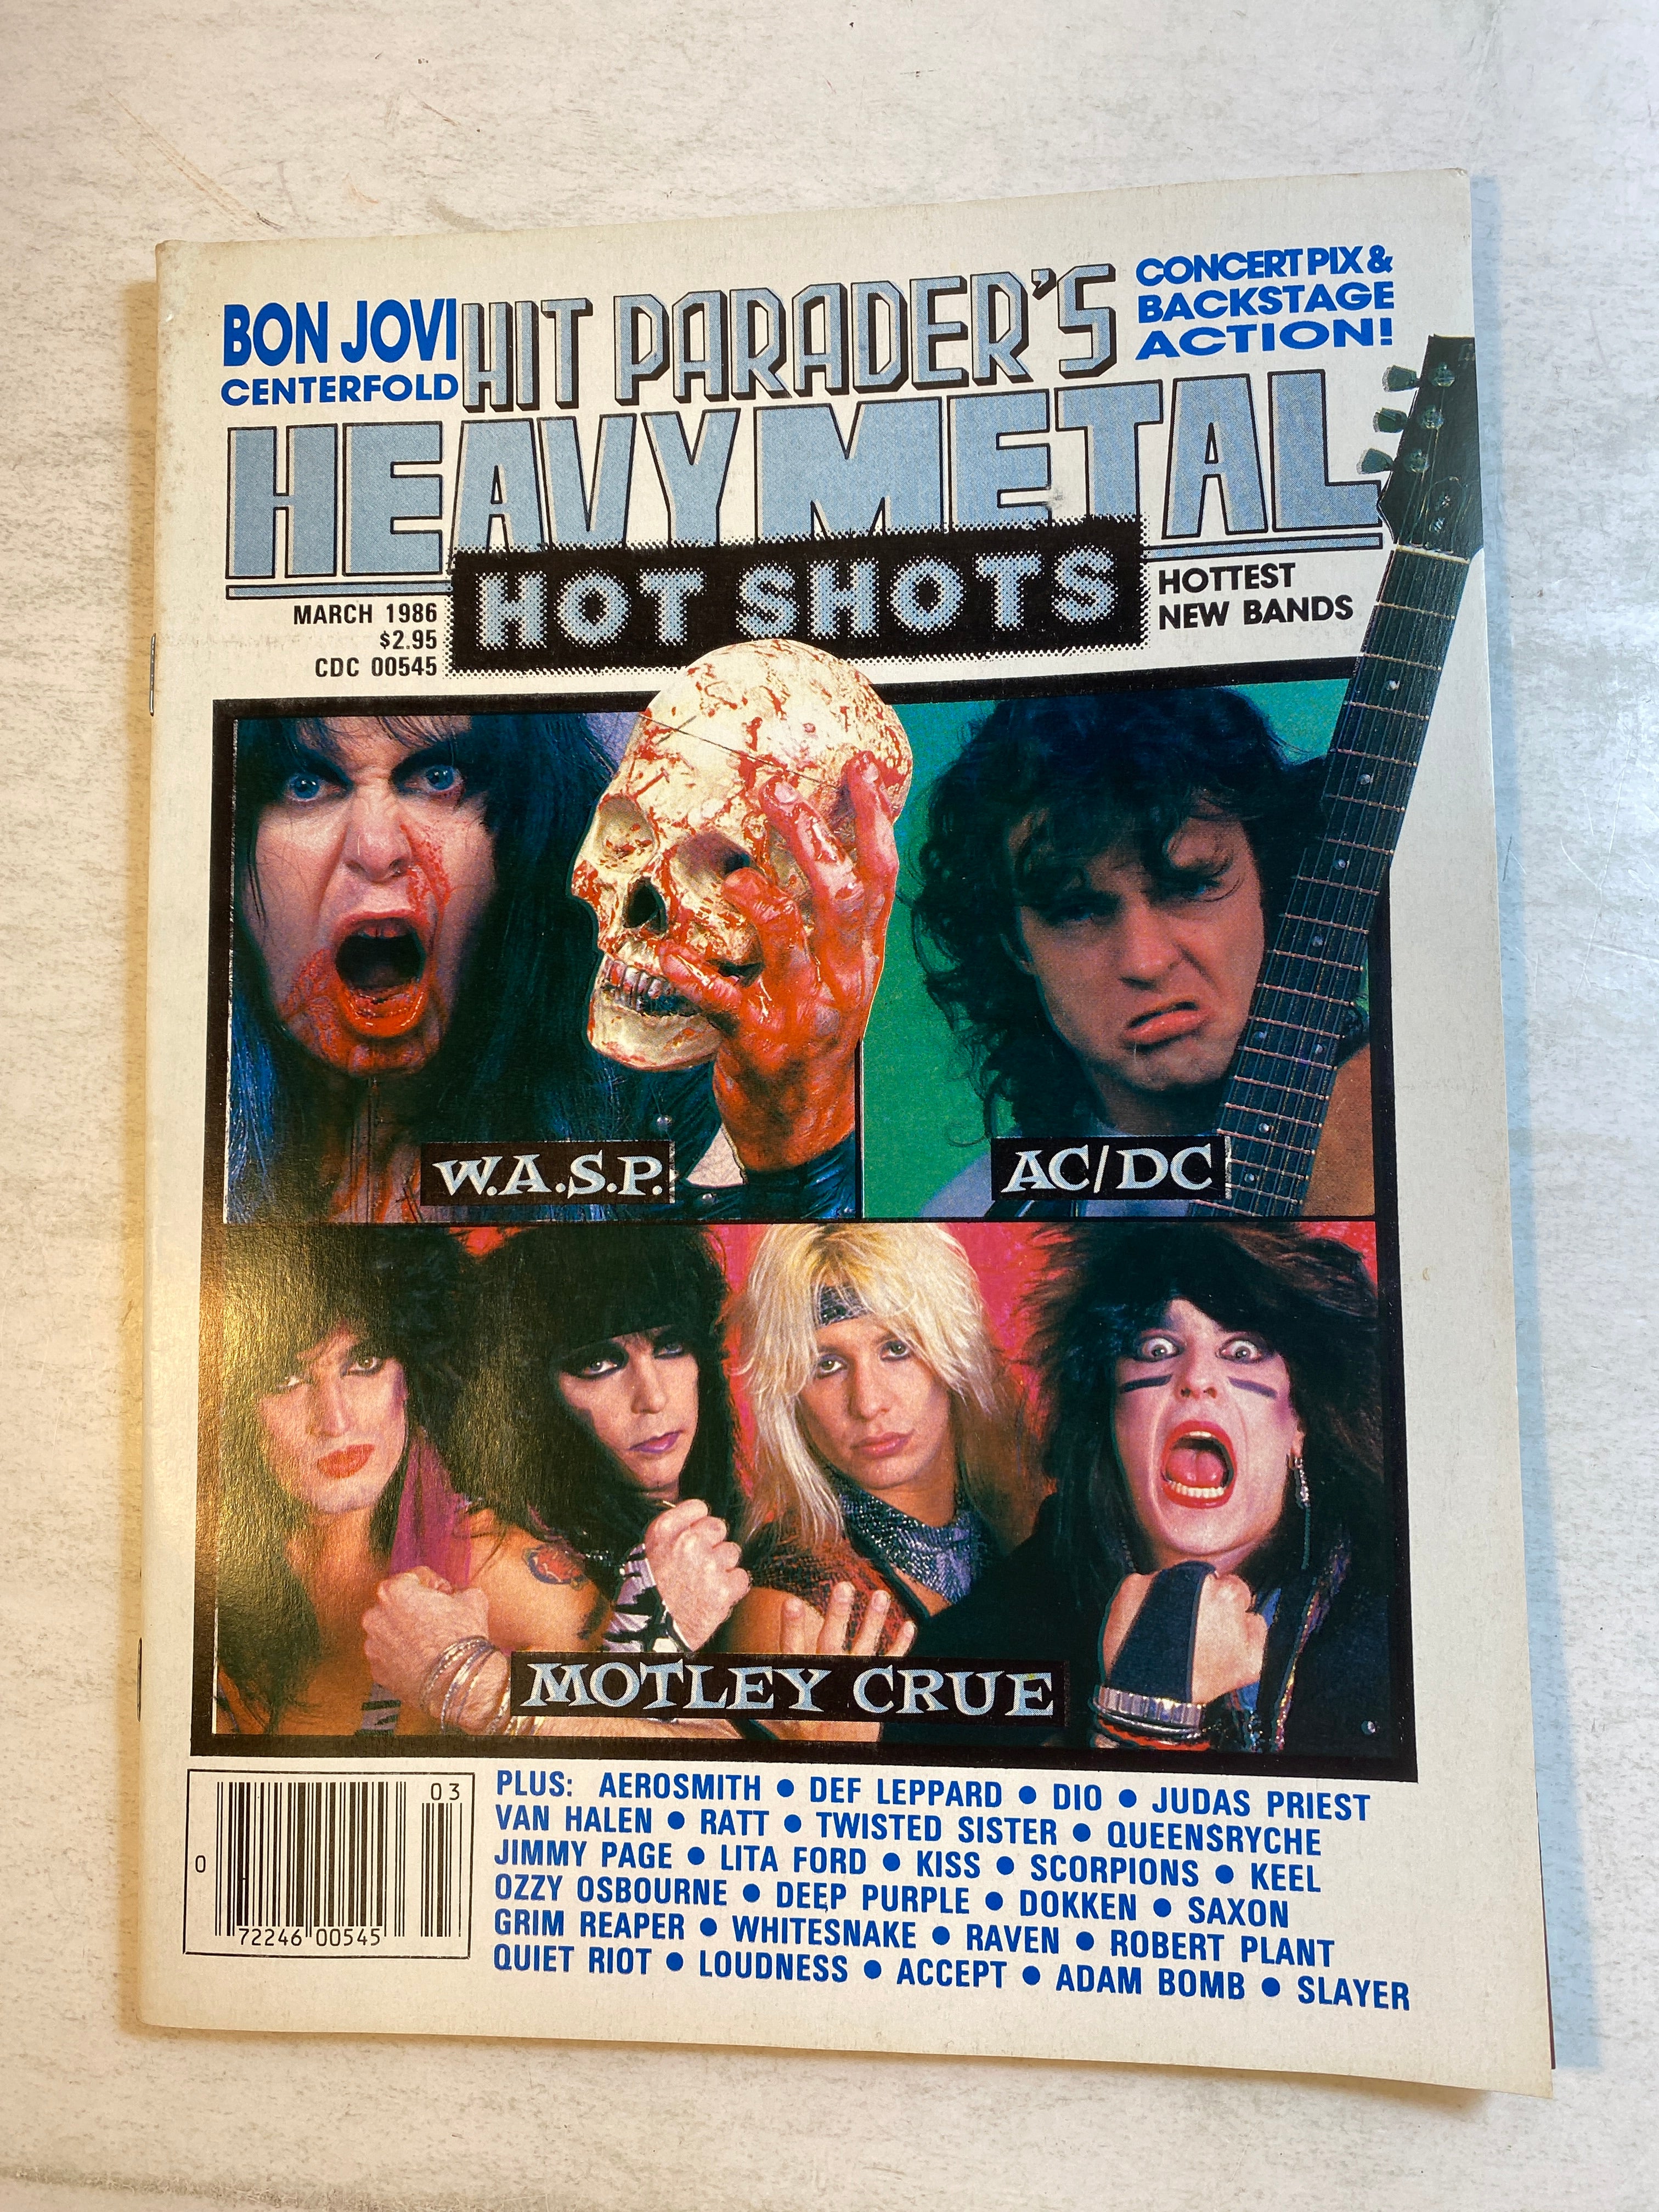 BON JOVI
CENTERFOLD
HIT PARADER'S
CONCERT PIX &
BACKSTAGE
ACTION!
HEAVY METAL
HOT SHOTS
MARCH 1986
$2.95
CDC 00545
HOTTEST
NEW BANDS
W.A.S.P.
AC/DC
MOTLEY CRUE
PLUS: AEROSMITH ● DEF LEPPARD ● DIO ● JUDAS PRIEST
VAN HALEN ● RATT ● TWISTED SISTER ● QUEENSRYCHE
JIMMY PAGE ● LITA FORD ● KISS ● SCORPIONS ● KEEL
OZZY OSBOURNE ● DEEP PURPLE ● DOKKEN ● SAXON
GRIM REAPER ● WHITESNAKE ● RAVEN ● ROBERT PLANT
QUIET RIOT ● LOUDNESS ● ACCEPT ● ADAM BOMB ● SLAYER
03
0
72246 00545